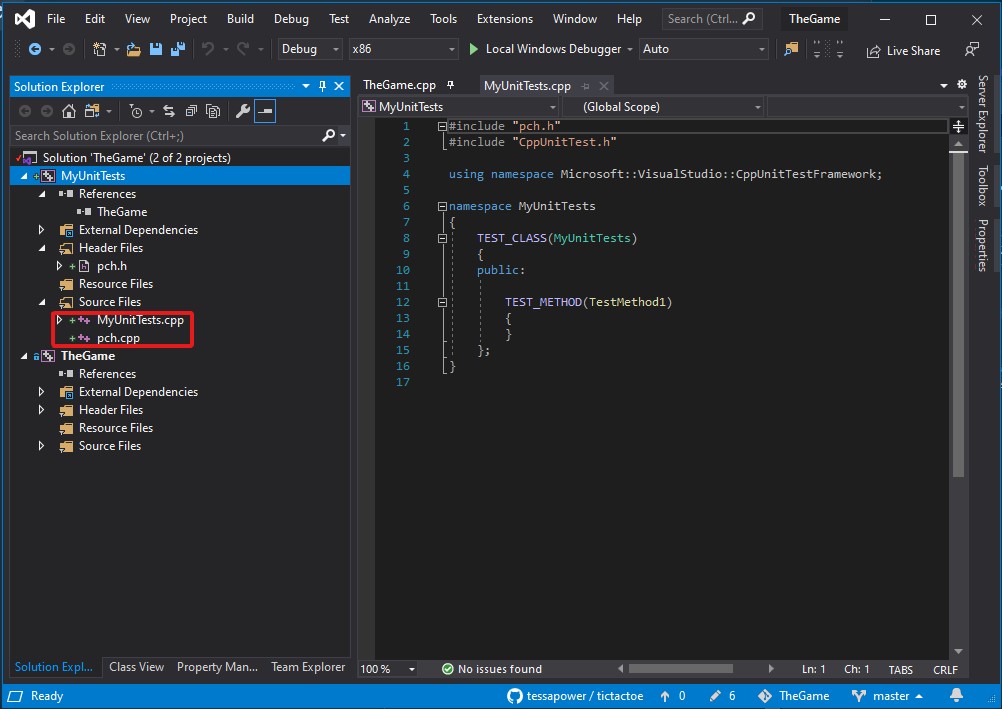 File Edit View Project Build Debug Test Analyze Tools Extensions Window Help Search (Ctrl... TheGame
Debug x86 Local Windows Debugger Auto Live Share
Solution Explorer
Search Solution Explorer (Ctrl+;)
Solution 'TheGame' (2 of 2 projects)
MyUnitTests
References
TheGame
External Dependencies
Header Files
pch.h
Resource Files
Source Files
MyUnitTests.cpp
pch.cpp
TheGame
References
External Dependencies
Header Files
Resource Files
Source Files
Solution Expl... Class View Property Man... Team Explorer
TheGame.cpp MyUnitTests.cpp
MyUnitTests (Global Scope)
1 #include "pch.h"
2 #include "CppUnitTest.h"
3
4 using namespace Microsoft::VisualStudio::CppUnitTestFramework;
5
6 namespace MyUnitTests
7 {
8 TEST_CLASS(MyUnitTests)
9 {
10 public:
11
12 TEST_METHOD(TestMethod1)
13 {
14 }
15 };
16 }
17
100 % No issues found Ln: 1 Ch: 1 TABS CRLF
Server Explorer
Toolbox
Properties
Ready tessapower / tictactoe 0 6 TheGame master